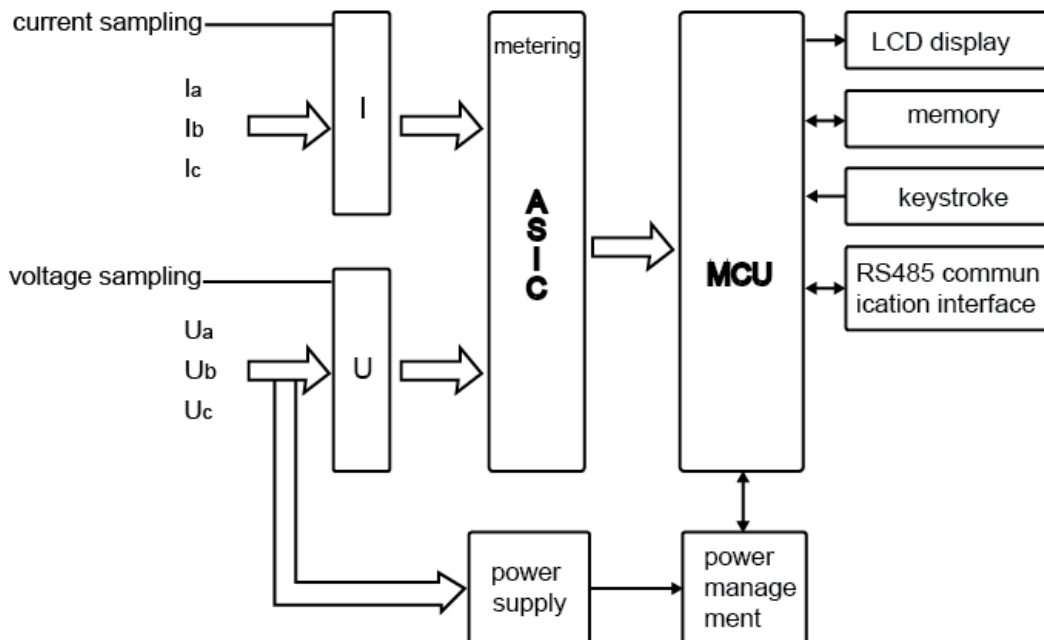 current sampling
Ia
Ib
Ic
I
metering
ASIC
MCU
LCD display
memory
keystroke
RS485 commun
ication interface
voltage sampling
Ua
Ub
Uc
U
power
supply
power
manage
ment